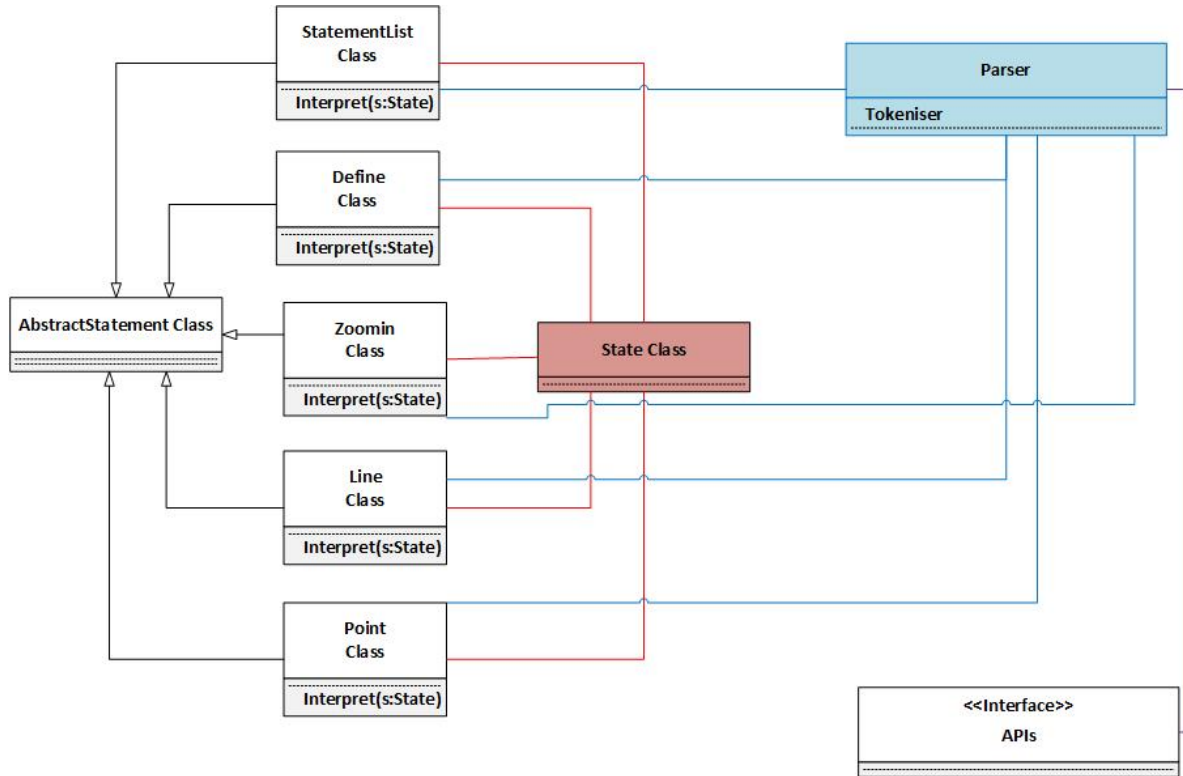 StatementList
Class
Interpret(s:State)
Parser
Tokeniser
Define
Class
Interpret(s:State)
AbstractStatement Class
Zoomin
Class
Interpret(s:State)
State Class
Line
Class
Interpret(s:State)
Point
Class
Interpret(s:State)
<<Interface>>
APIs